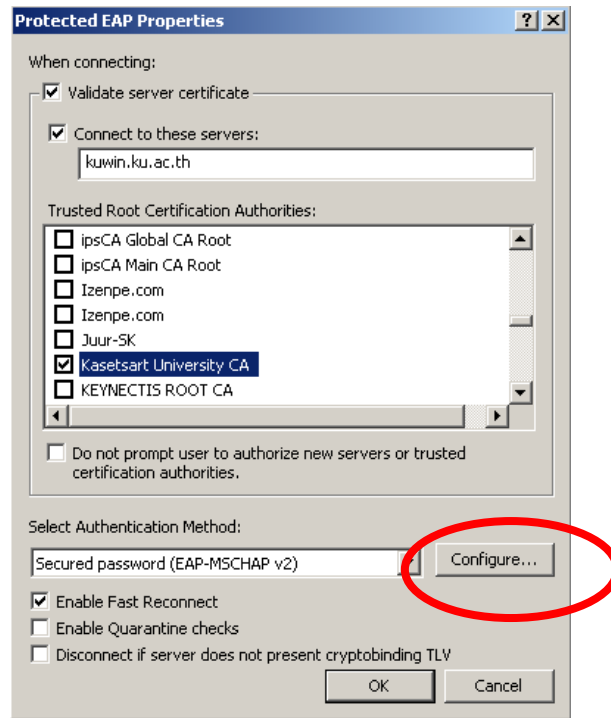 Protected EAP Properties
When connecting:
Validate server certificate
Connect to these servers:
kuwin.ku.ac.th
Trusted Root Certification Authorities:
ipsCA Global CA Root
ipsCA Main CA Root
Izenpe.com
Izenpe.com
Juur-SK
Kasetsart University CA
KEYNECTIS ROOT CA
Do not prompt user to authorize new servers or trusted
certification authorities.
Select Authentication Method:
Secured password (EAP-MSCHAP v2)
Configure...
Enable Fast Reconnect
Enable Quarantine checks
Disconnect if server does not present cryptobinding TLV
OK Cancel